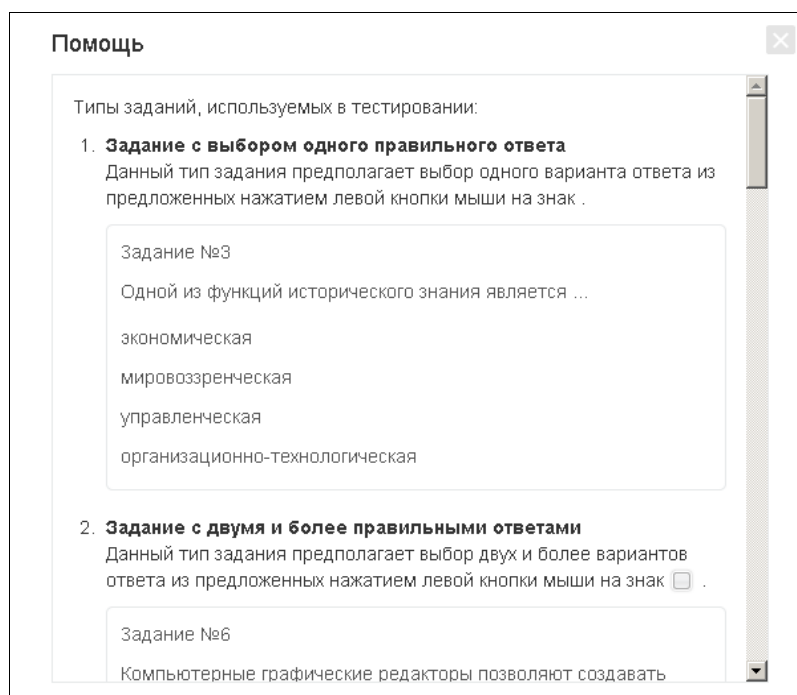 Помощь
Типы заданий, используемых в тестировании:
1. Задание с выбором одного правильного ответа
Данный тип задания предполагает выбор одного варианта ответа из
предложенных нажатием левой кнопки мыши на знак .
Задание №3
Одной из функций исторического знания является ...
экономическая
мировоззренческая
управленческая
организационно-технологическая
2. Задание с двумя и более правильными ответами
Данный тип задания предполагает выбор двух и более вариантов
ответа из предложенных нажатием левой кнопки мыши на знак .
Задание №6
Компьютерные графические редакторы позволяют создавать